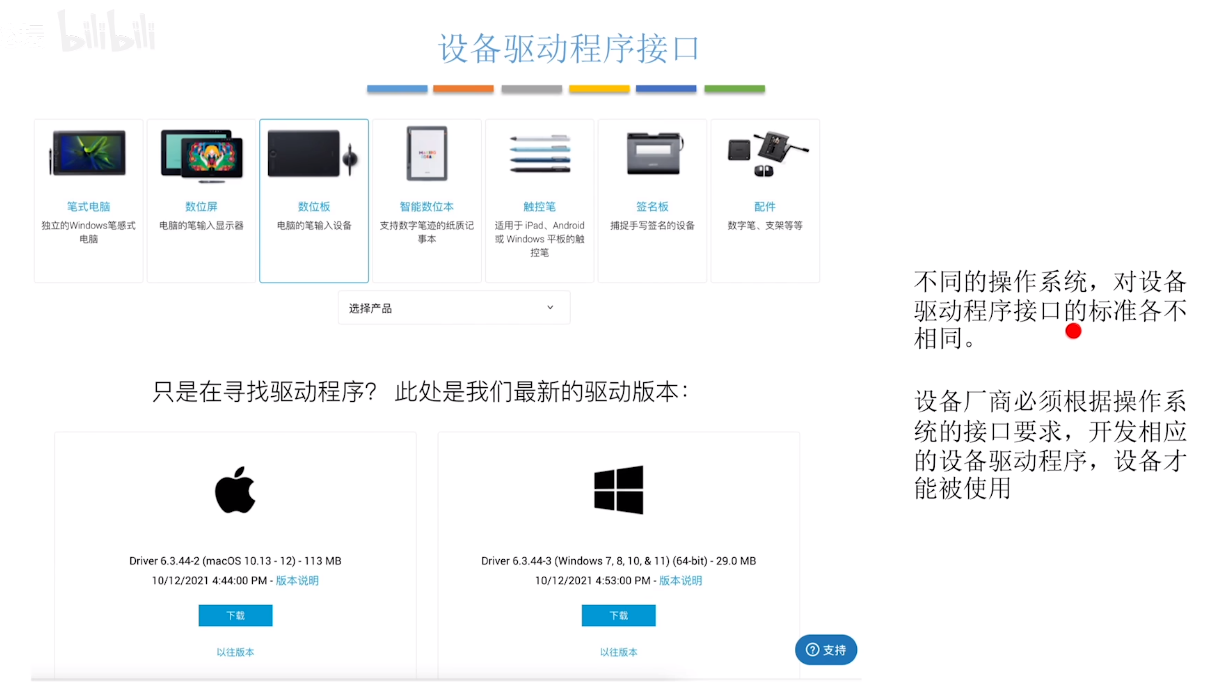 bilibili
设备驱动程序接口
笔式电脑
独立的Windows笔感式
电脑
数位屏
电脑的笔输入显示器
数位板
电脑的笔输入设备
智能数位本
支持数字笔迹的纸质记
事本
触控笔
适用于 iPad、Android
或 Windows 平板的触
控笔
签名板
捕捉手写签名的设备
配件
数字笔、支架等等
选择产品
不同的操作系统，对设备
驱动程序接口的标准各不
相同。
设备厂商必须根据操作系
统的接口要求，开发相应
的设备驱动程序，设备才
能被使用
只是在寻找驱动程序？ 此处是我们最新的驱动版本：
Driver 6.3.44-2 (macOS 10.13 - 12) - 113 MB
10/12/2021 4:44:00 PM - 版本说明
下载
以往版本
Driver 6.3.44-3 (Windows 7, 8, 10, & 11) (64-bit) - 29.0 MB
10/12/2021 4:53:00 PM - 版本说明
下载
以往版本
支持